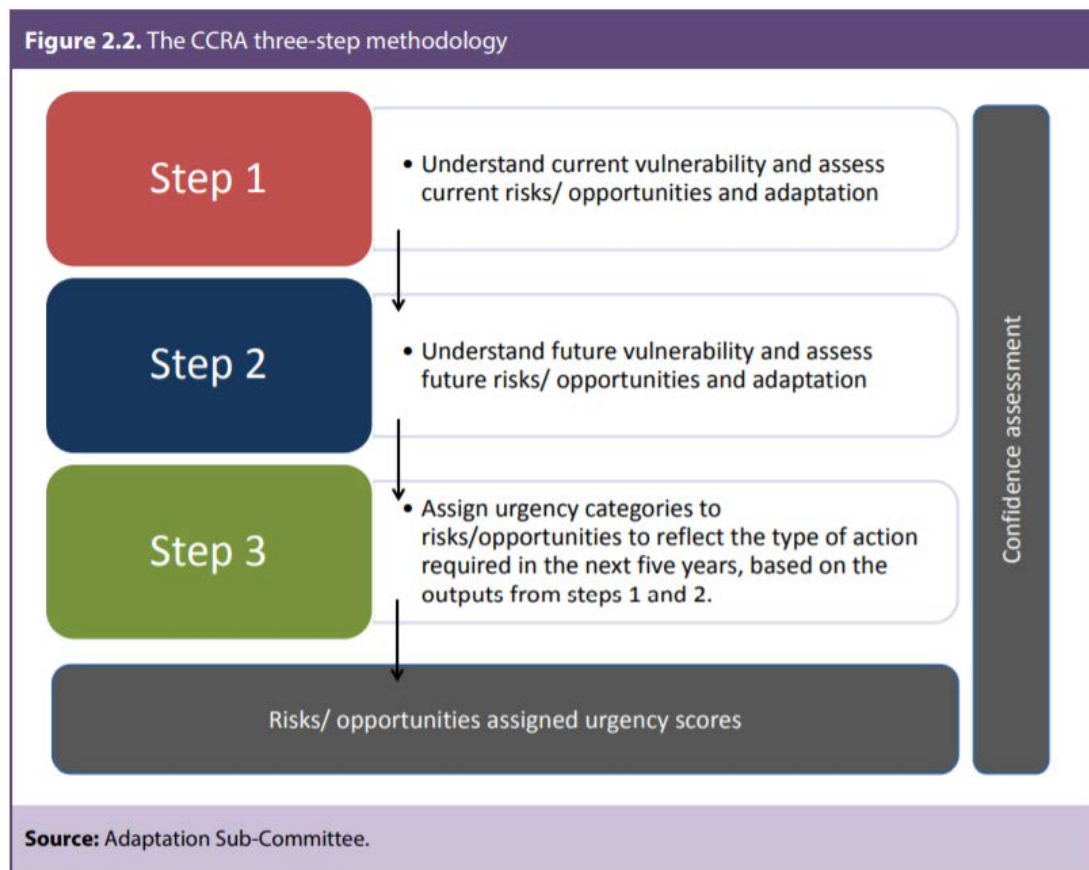 Figure 2.2. The CCRA three-step methodology
Step 1
• Understand current vulnerability and assess
current risks/ opportunities and adaptation
Step 2
• Understand future vulnerability and assess
future risks/ opportunities and adaptation
Step 3
• Assign urgency categories to
risks/opportunities to reflect the type of action
required in the next five years, based on the
outputs from steps 1 and 2.
Risks/ opportunities assigned urgency scores
Confidence assessment
Source: Adaptation Sub-Committee.